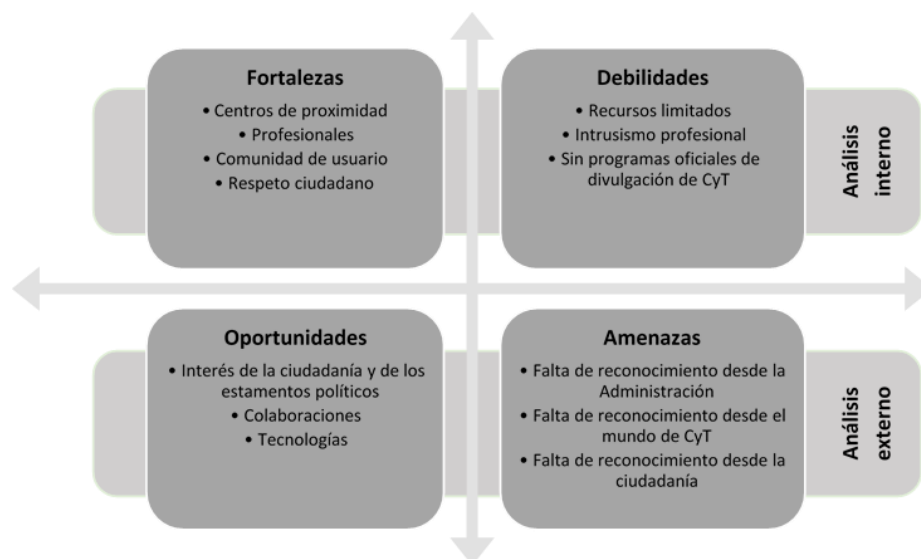 Fortalezas
• Centros de proximidad
• Profesionales
• Comunidad de usuario
• Respeto ciudadano
Debilidades
• Recursos limitados
• Intrusismo profesional
• Sin programas oficiales de
divulgación de CyT
Análisis
interno
Oportunidades
• Interés de la ciudadanía y de los
estamentos políticos
• Colaboraciones
• Tecnologías
Amenazas
• Falta de reconocimiento desde la
Administración
• Falta de reconocimiento desde el
mundo de CyT
• Falta de reconocimiento desde la
ciudadanía
Análisis
externo